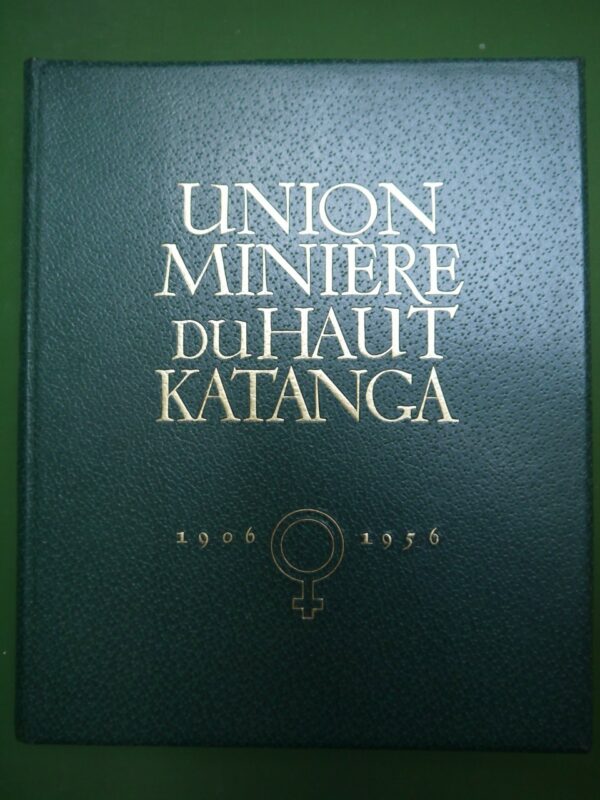 UNION
MINIÈRE
DU HAUT
KATANGA
1906 1956